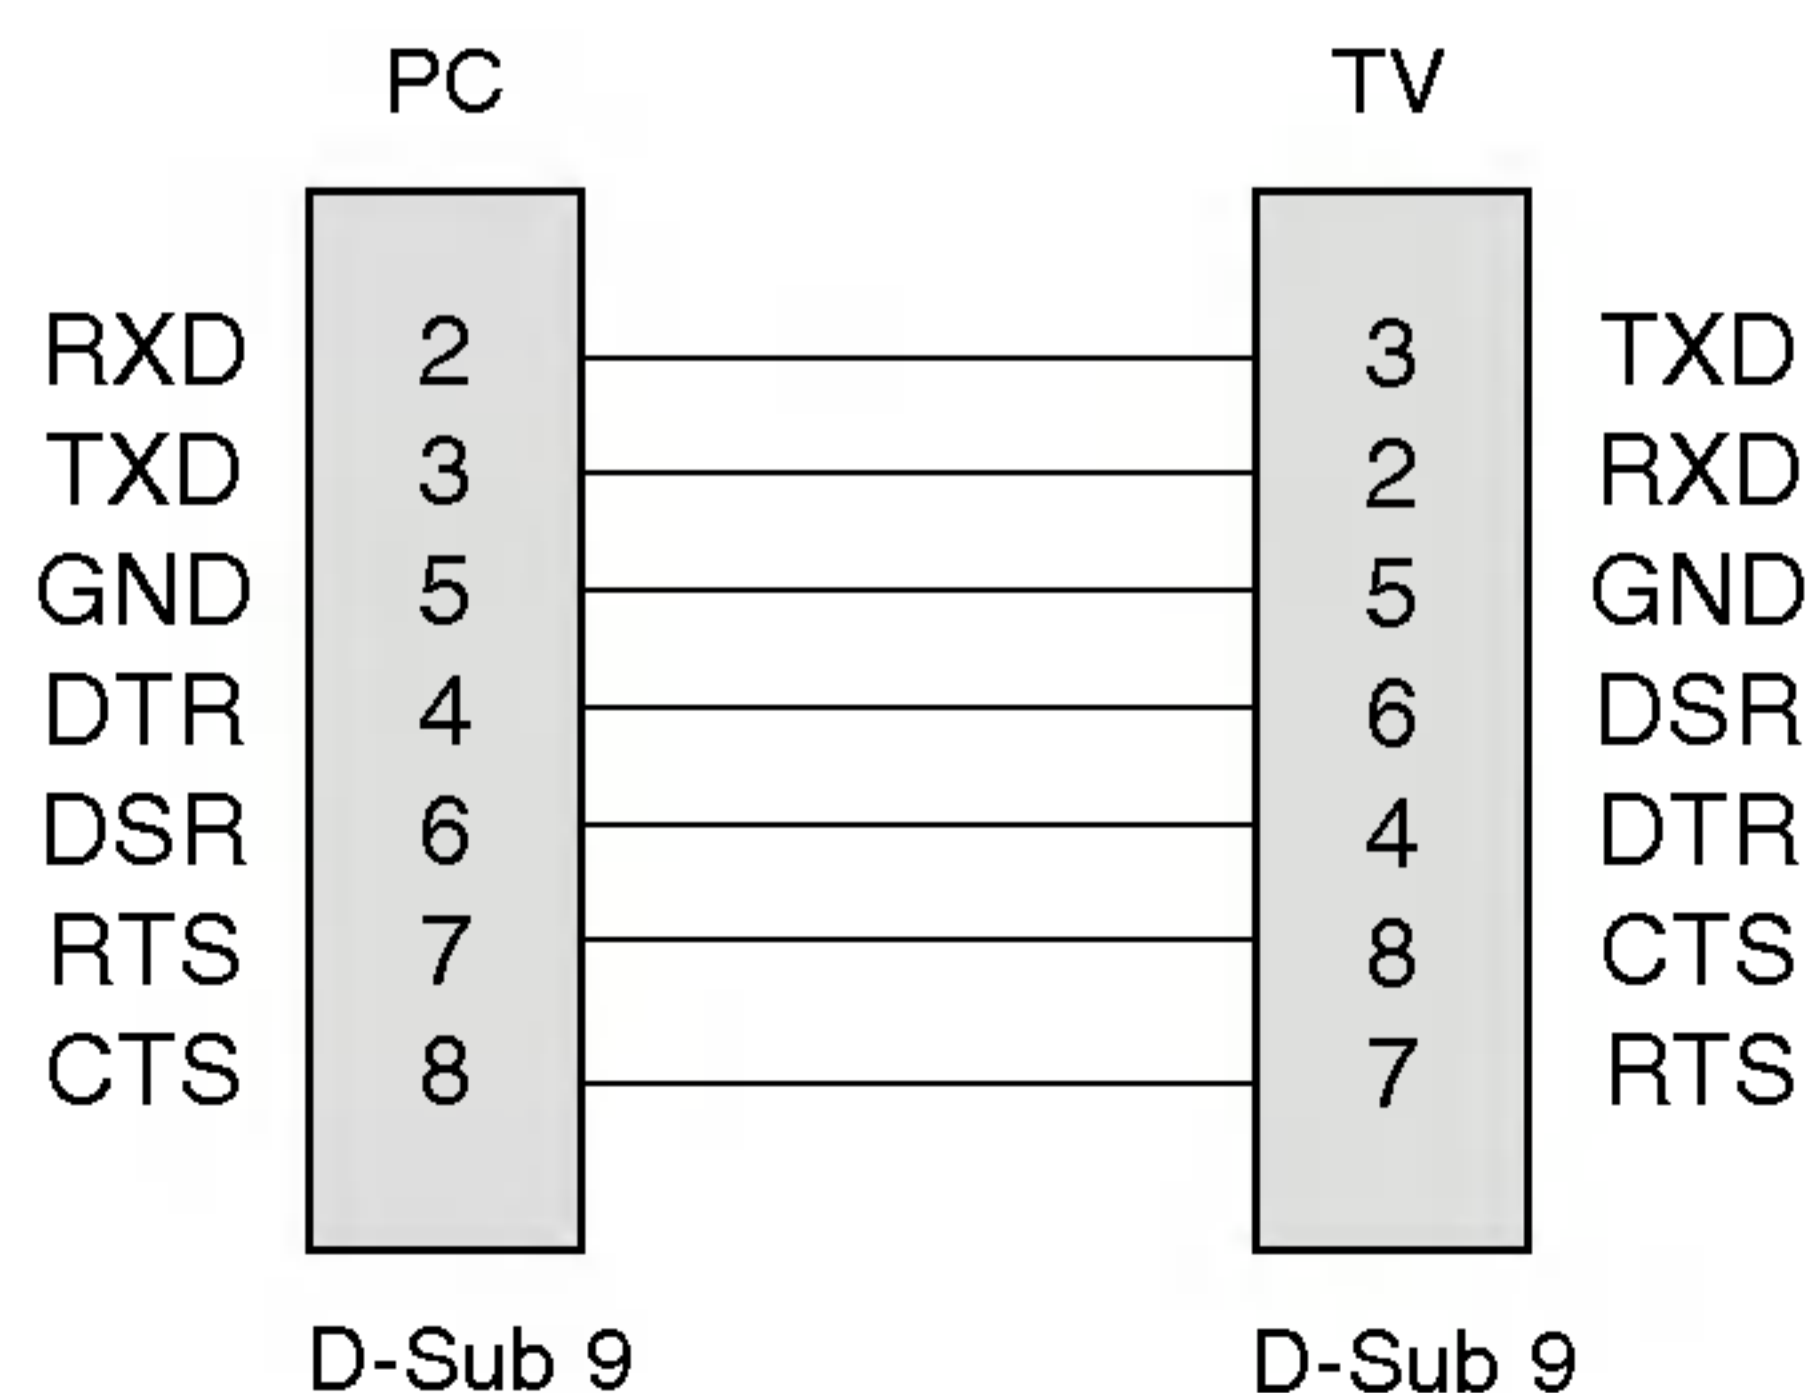 PC TV
RXD 2 3 TXD
TXD 3 2 RXD
GND 5 5 GND
DTR 4 6 DSR
DSR 6 4 DTR
RTS 7 8 CTS
CTS 8 7 RTS
D-Sub 9 D-Sub 9